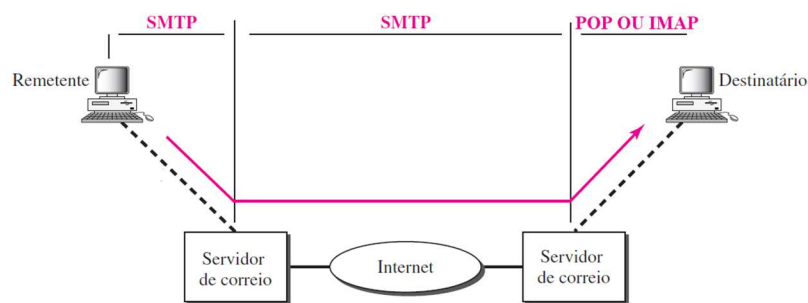 SMTP
SMTP
POP OU IMAP
Remetente
Destinatário
Servidor
de correio
Internet
Servidor
de correio